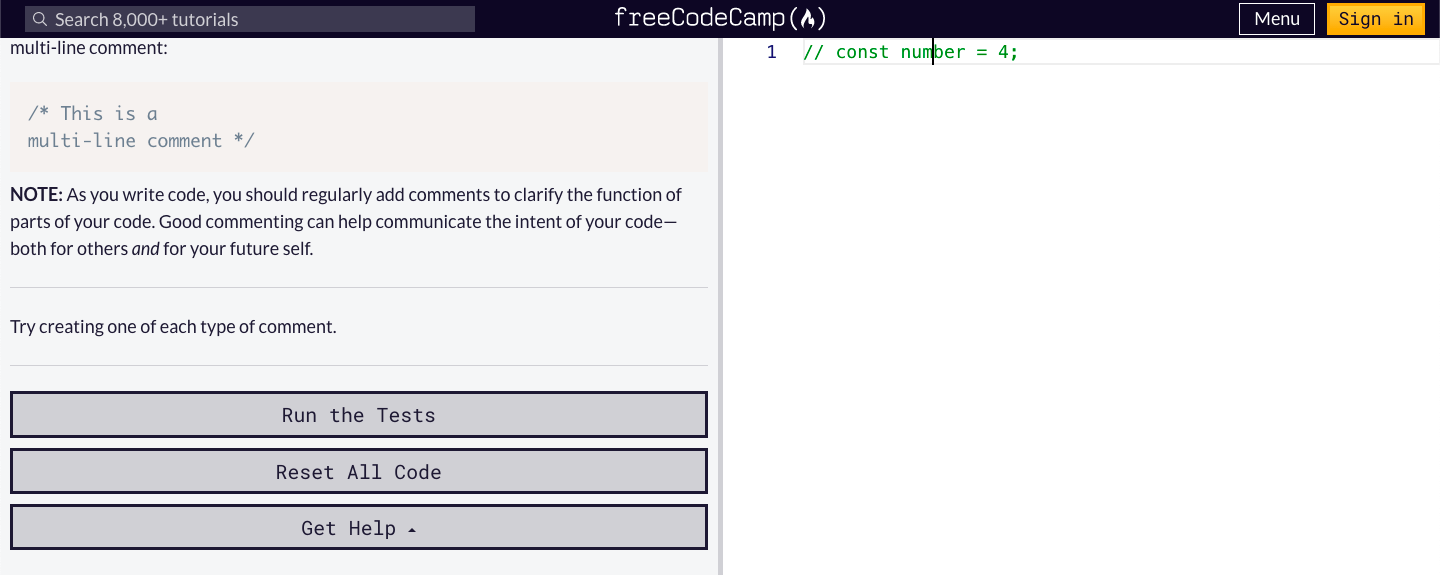 Search 8,000+ tutorials
freeCodeCamp
Menu
Sign in
multi-line comment:
/* This is a
multi-line comment */
NOTE: As you write code, you should regularly add comments to clarify the function of
parts of your code. Good commenting can help communicate the intent of your code—
both for others and for your future self.
Try creating one of each type of comment.
Run the Tests
Reset All Code
Get Help
1 // const number = 4;